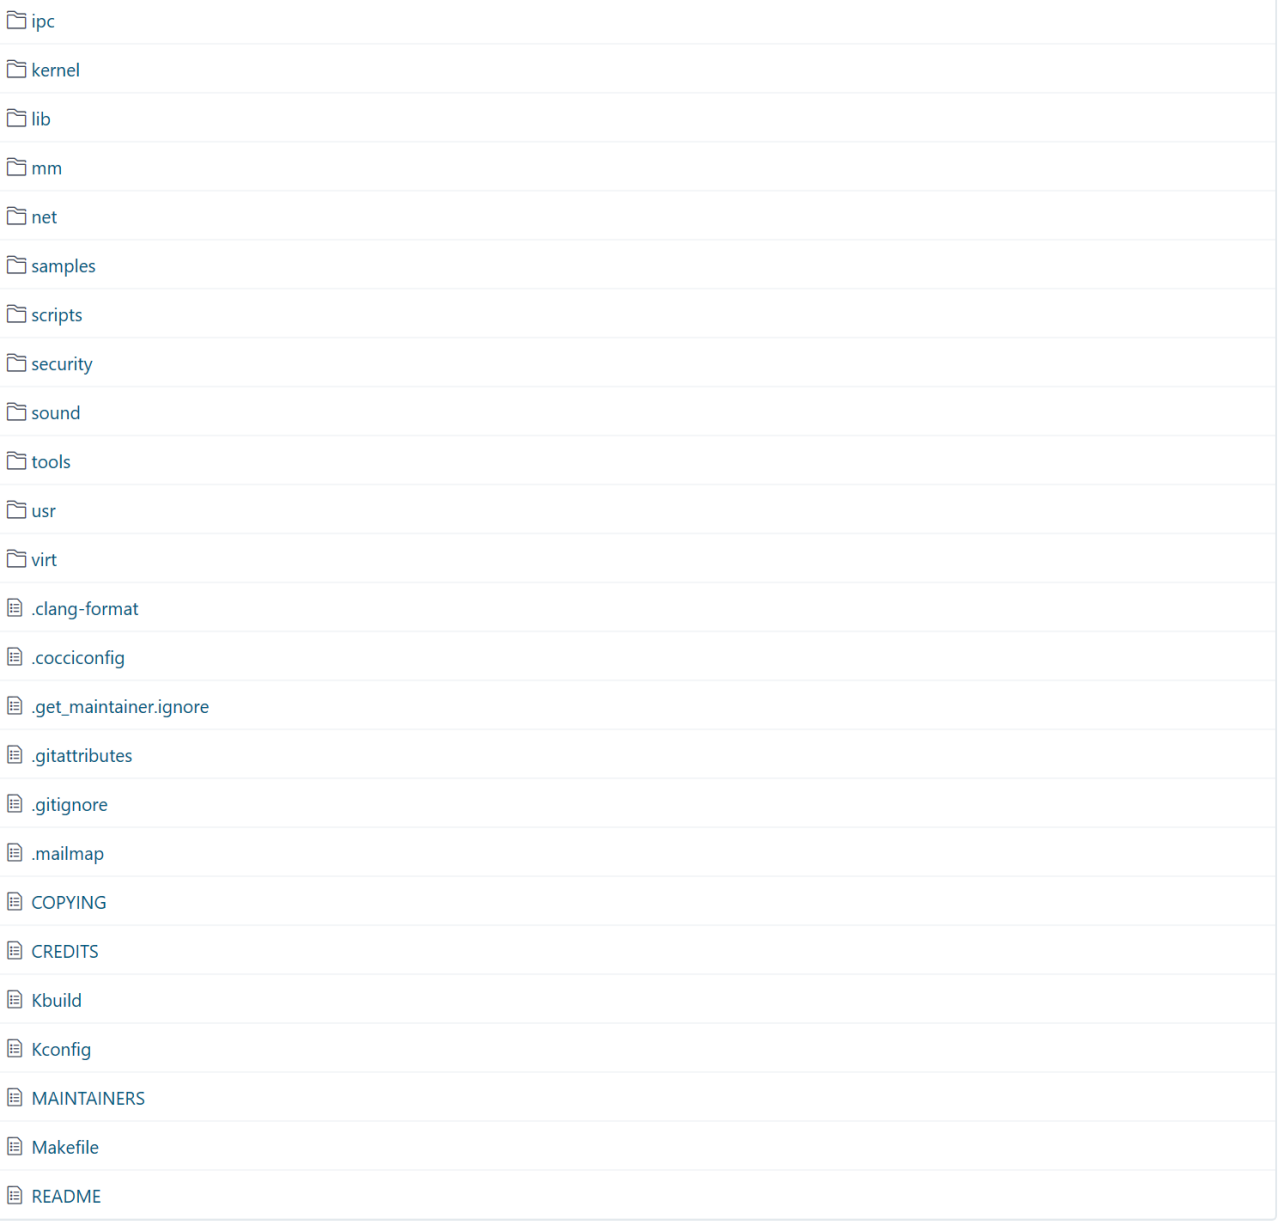 ipc
kernel
lib
mm
net
samples
scripts
security
sound
tools
usr
virt
.clang-format
.cocciconfig
.get_maintainer.ignore
.gitattributes
.gitignore
.mailmap
COPYING
CREDITS
Kbuild
Kconfig
MAINTAINERS
Makefile
README